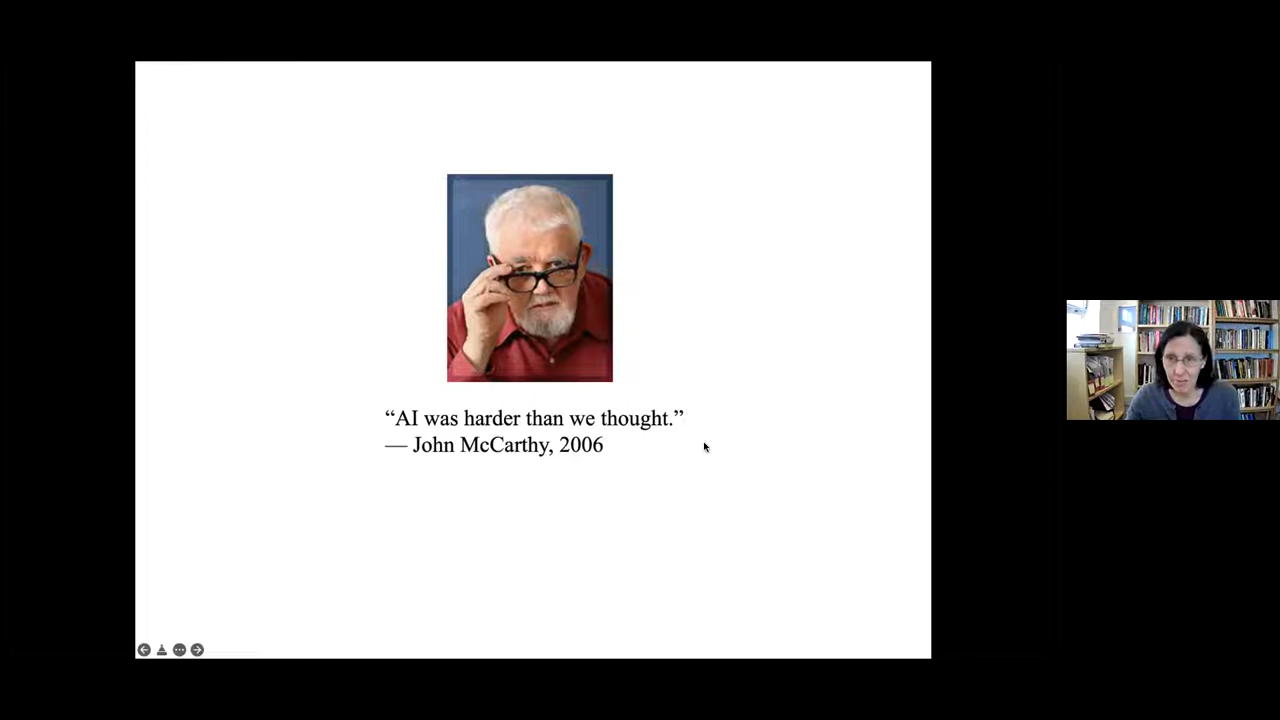 “AI was harder than we thought.”
— John McCarthy, 2006